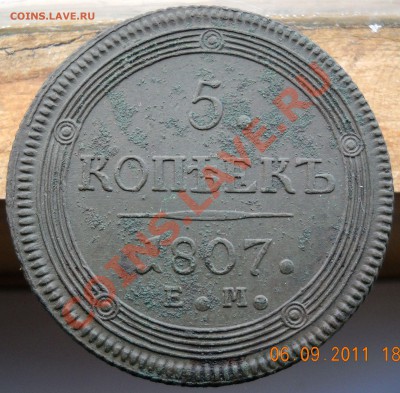 COINS.LAVE.RU
5.
КОПѢЕКЪ
1807.
Е. М.
COINS.LAVE.RU
06.09.2011 18